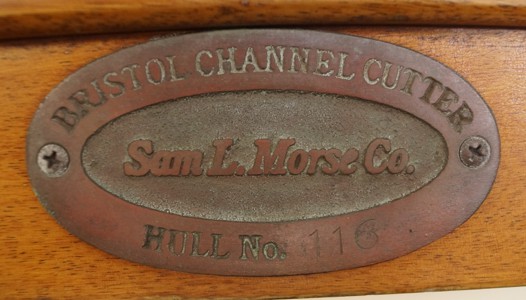 BRISTOL CHANNEL CUTTER
Sam L. Morse Co.
HULL No. 116